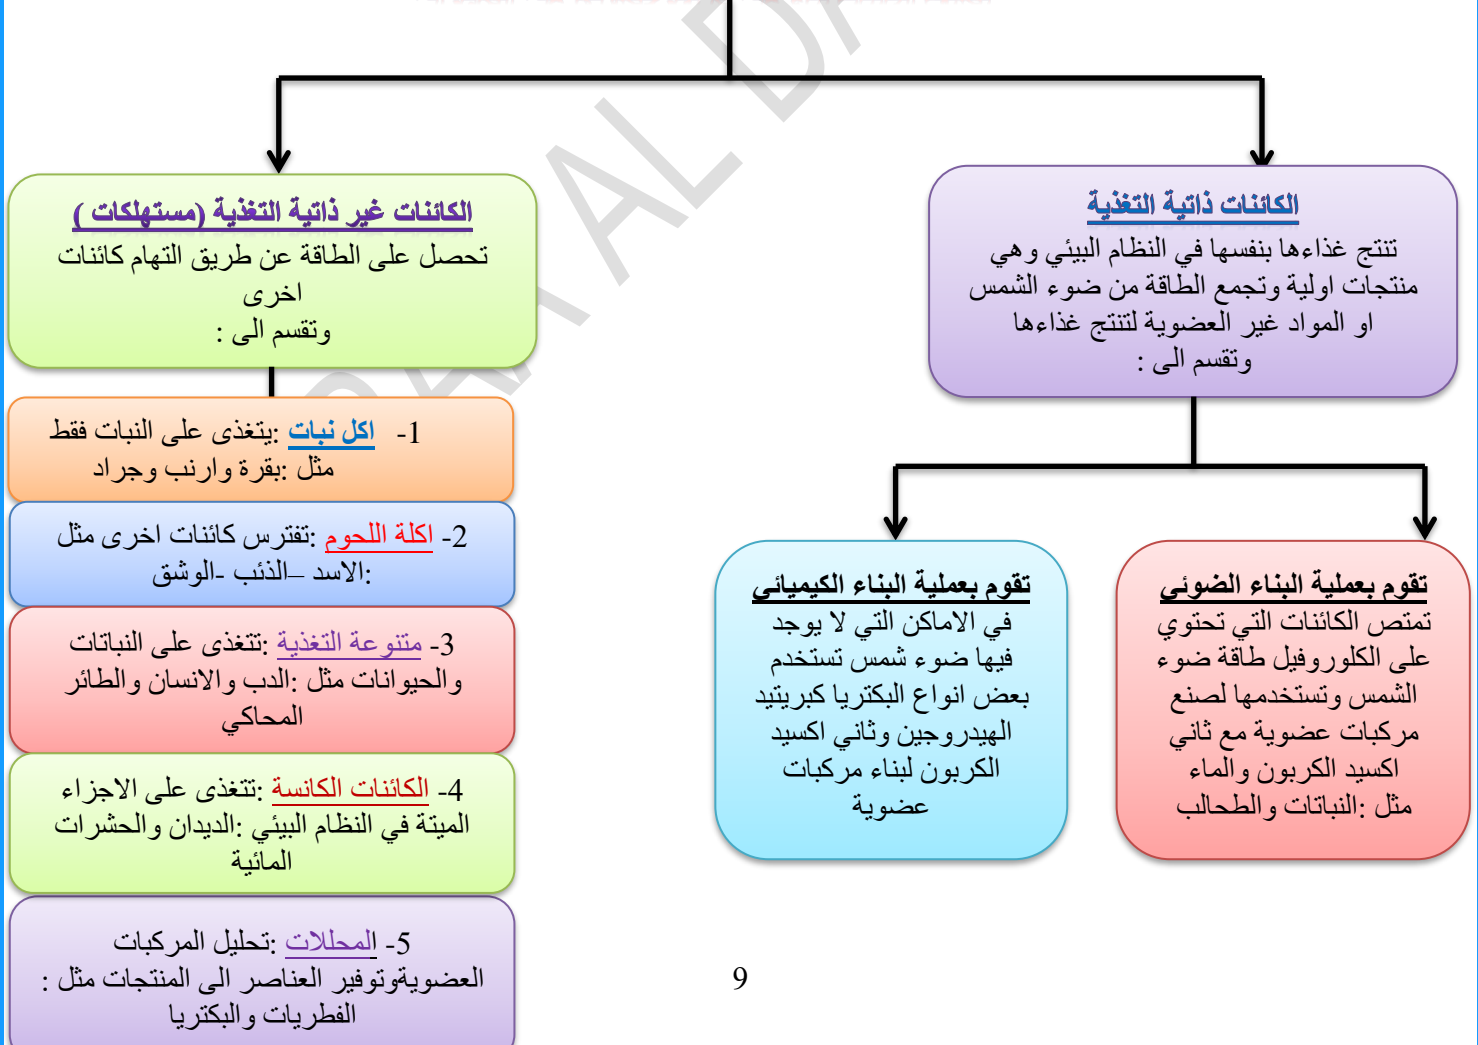 الكائنات ذاتية التغذية
تنتج غذاءها بنفسها في النظام البيئي وهي
منتجات اولية وتجمع الطاقة من ضوء الشمس
او المواد غير العضوية لتنتج غذاءها
وتقسم الى :
تقوم بعملية البناء الضوئي
تمتص الكائنات التي تحتوي
على الكلوروفيل طاقة ضوء
الشمس وتستخدمها لصنع
مركبات عضوية مع ثاني
اكسيد الكربون والماء
مثل :النباتات والطحالب
تقوم بعملية البناء الكيميائي
في الاماكن التي لا يوجد
فيها ضوء شمس تستخدم
بعض انواع البكتريا كبريتيد
الهيدروجين وثاني اكسيد
الكربون لبناء مركبات
عضوية
الكائنات غير ذاتية التغذية (مستهلكات )
تحصل على الطاقة عن طريق التهام كائنات
اخرى
وتقسم الى :
1- اكل نبات :يتغذى على النبات فقط
مثل :بقرة وارنب وجراد
2- اكلة اللحوم :تفترس كائنات اخرى مثل
:الاسد –الذئب -الوشق
3- متنوعة التغذية :تتغذى على النباتات
والحيوانات مثل :الدب والانسان والطائر
المحاكي
4- الكائنات الكانسة :تتغذى على الاجزاء
الميتة في النظام البيئي :الديدان والحشرات
المائية
5- المحللات :تحليل المركبات
العضويةوتوفير العناصر الى المنتجات مثل :
الفطريات والبكتريا
9
AL